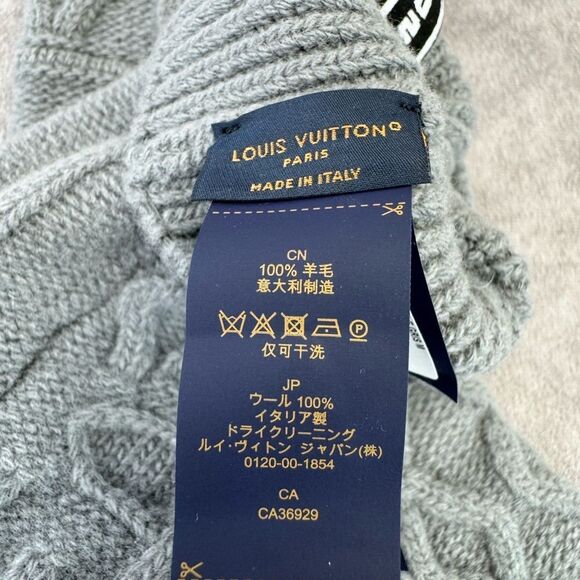 LOUIS VUITTON®
PARIS
MADE IN ITALY
CN
100% 羊毛
意大利制造
仅可干洗
JP
ウール 100%
イタリア製
ドライクリーニング
ルイ·ヴィトン ジャパン(株)
0120-00-1854
CA
CA36929